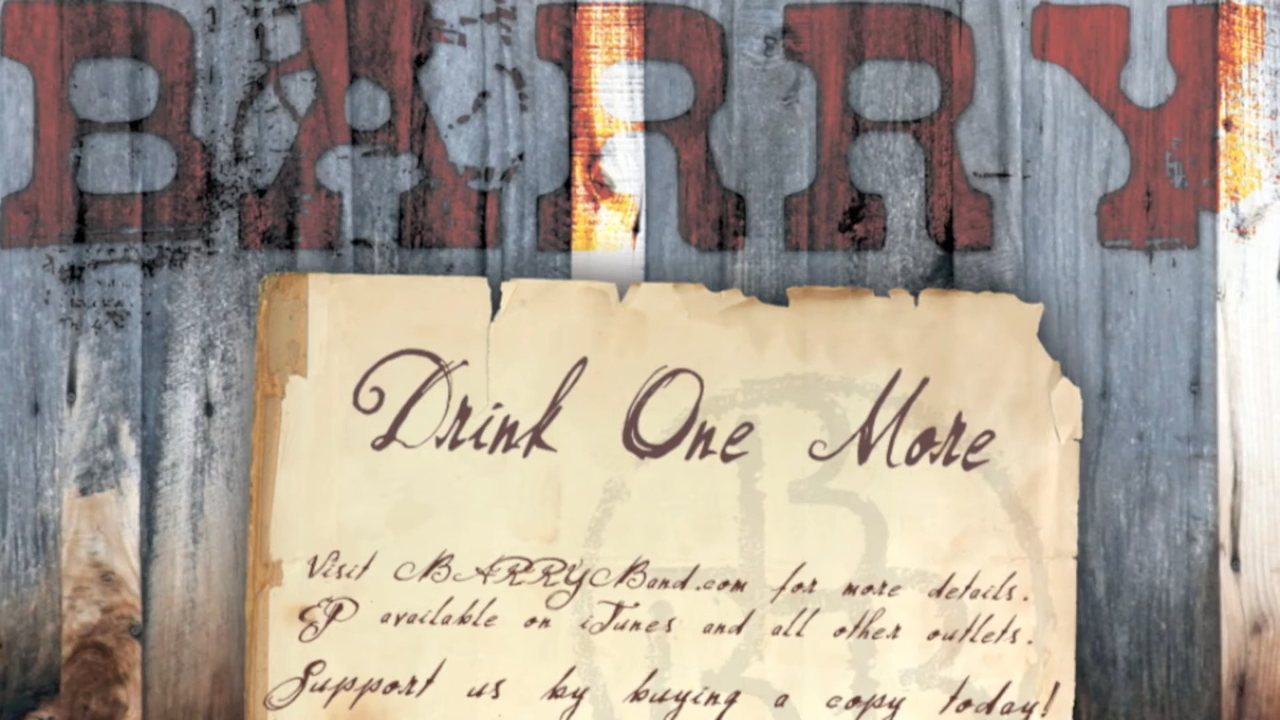 BARRY
Drink One More
Visit BARRYBand.com for more details.
EP available on iTunes and all other outlets.
Support us by buying a copy today!